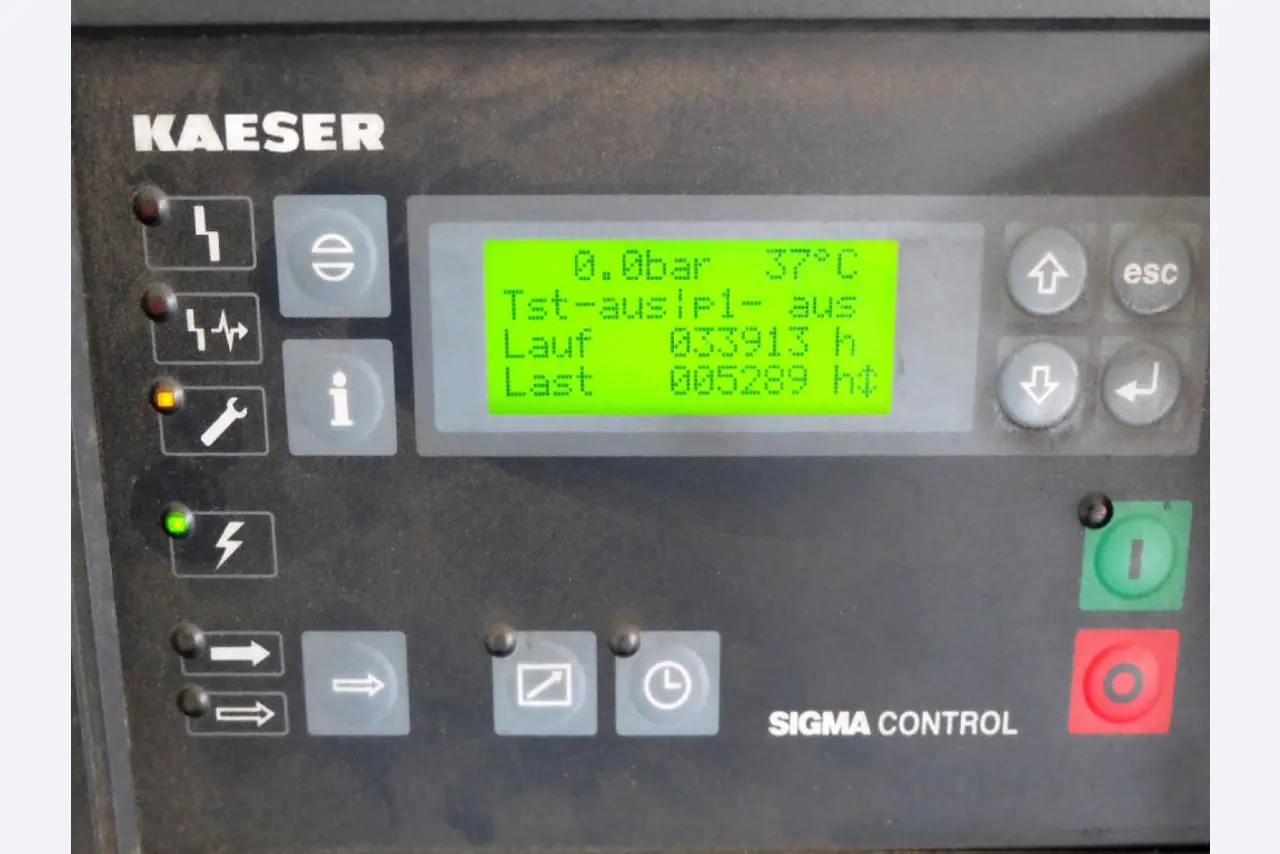 KAESER
0.0bar 37°C
Tst-aus|p1- aus
Lauf 033913 h
Last 005289 h
esc
i
I
O
SIGMA CONTROL